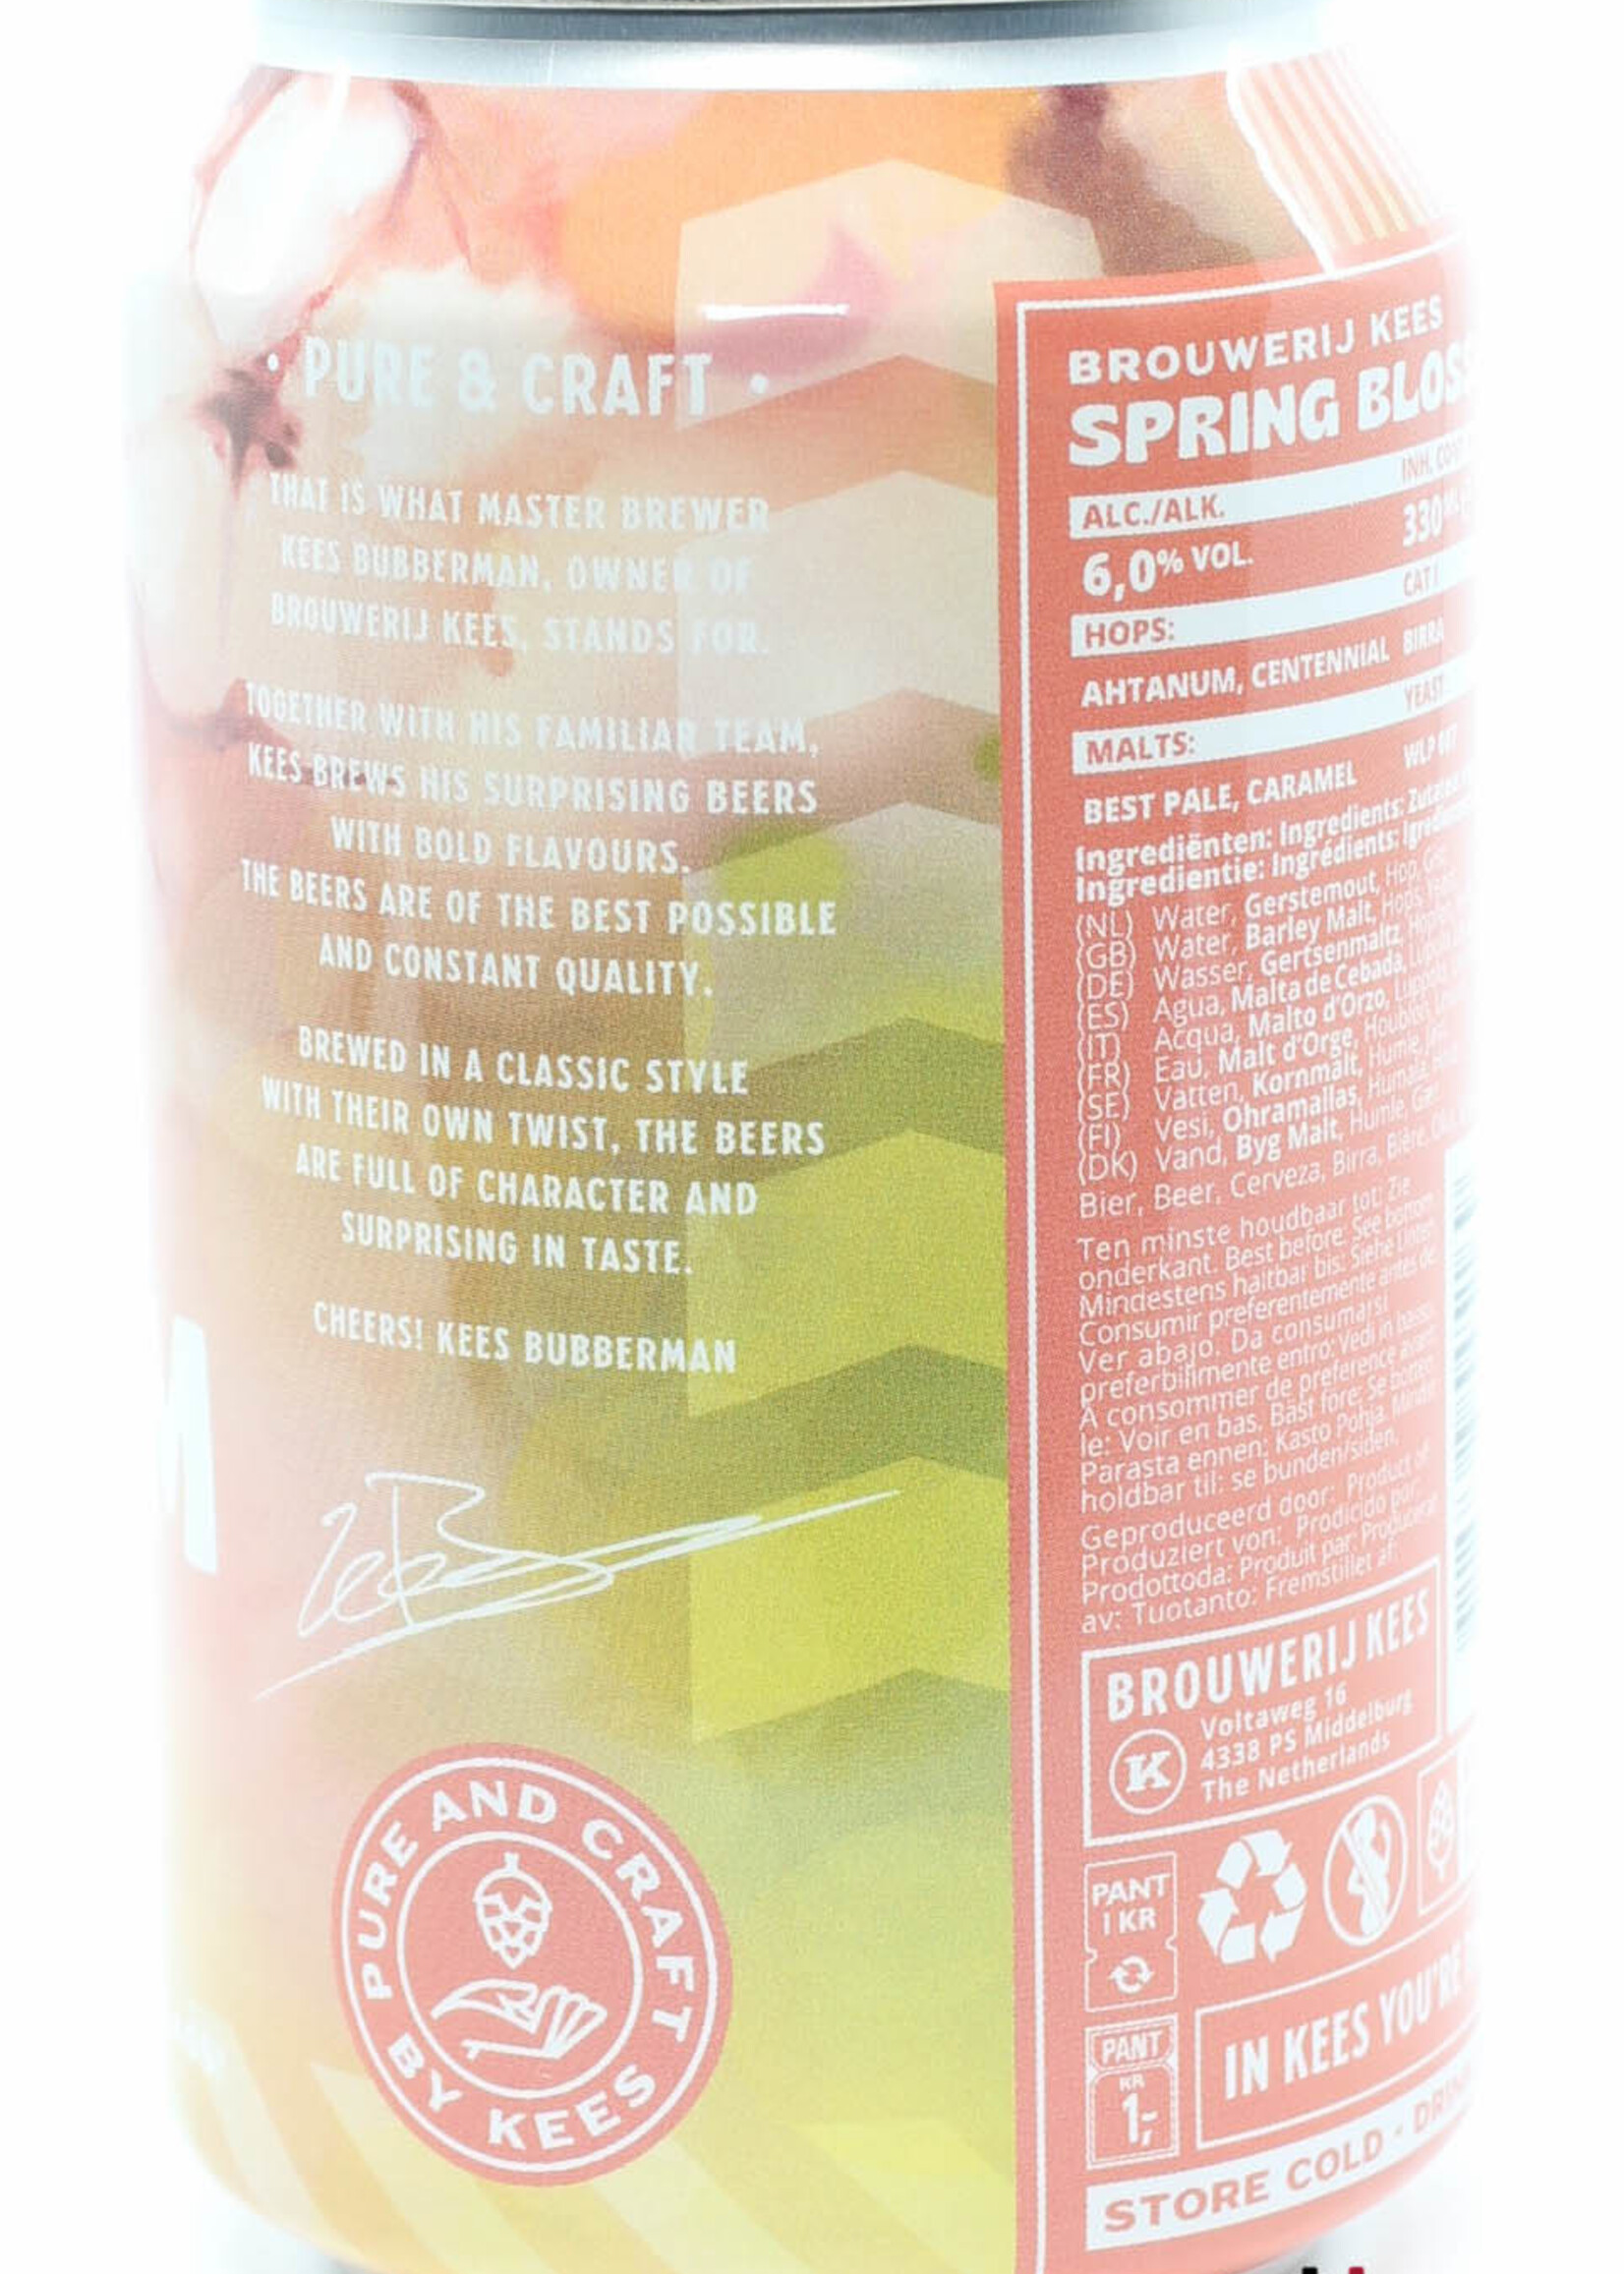 • PURE & CRAFT •
THAT IS WHAT MASTER BREWER
KEES BUBBERMAN, OWNER OF
BROUWERIJ KEES, STANDS FOR.
TOGETHER WITH HIS FAMILIAR TEAM,
KEES BREWS HIS SURPRISING BEERS
WITH BOLD FLAVOURS.
THE BEERS ARE OF THE BEST POSSIBLE
AND CONSTANT QUALITY.
BREWED IN A CLASSIC STYLE
WITH THEIR OWN TWIST, THE BEERS
ARE FULL OF CHARACTER AND
SURPRISING IN TASTE.
CHEERS! KEES BUBBERMAN
PURE AND CRAFT
BY KEES
M
BROUWERIJ KEES
SPRING BLOS
ALC./ALK. INH.
6,0% VOL. 330
HOPS: CAT
AHTANUM, CENTENNIAL BIRRA
MALTS: YEAST
BEST PALE, CARAMEL WLP
Ingrediënten: Ingredients:
Ingredientie: Ingrédients:
(NL) Water, Gerstemout, Hop,
(GB) Water, Barley Malt, Hops,
(DE) Wasser, Gertsenmaltz,
(ES) Agua, Malta de Cebada,
(IT) Acqua, Malto d'Orzo,
(FR) Eau, Malt d'Orge,
(SE) Vatten, Kornmalt, Humle,
(FI) Vesi, Ohramallas,
(DK) Vand, Byg Malt, Humle,
Bier, Beer, Cerveza, Birra, Bière,
Ten minste houdbaar tot: Zie
onderkant. Best before: See bottom
Mindestens haltbar bis: Siehe Unten
Consumir preferentemente antes de:
Ver abajo. Da consumarsi
preferbilmente entro: Vedi in basso
À consommer de preference avant
le: Voir en bas. Bäst före: Se botten
Parasta ennen: Kasto Pohja.
holdbar til: se bunden/siden.
Geproduceerd door: Product of
Produziert von: Prodicido por:
Prodottoda: Produit par:
av: Tuotanto: Fremstillet af:
BROUWERIJ KEES
K
Voltaweg 16
4338 PS Middelburg
The Netherlands
PANT
1 KR
PANT
KR
1,-
IN KEES YOU'RE
STORE COLD •